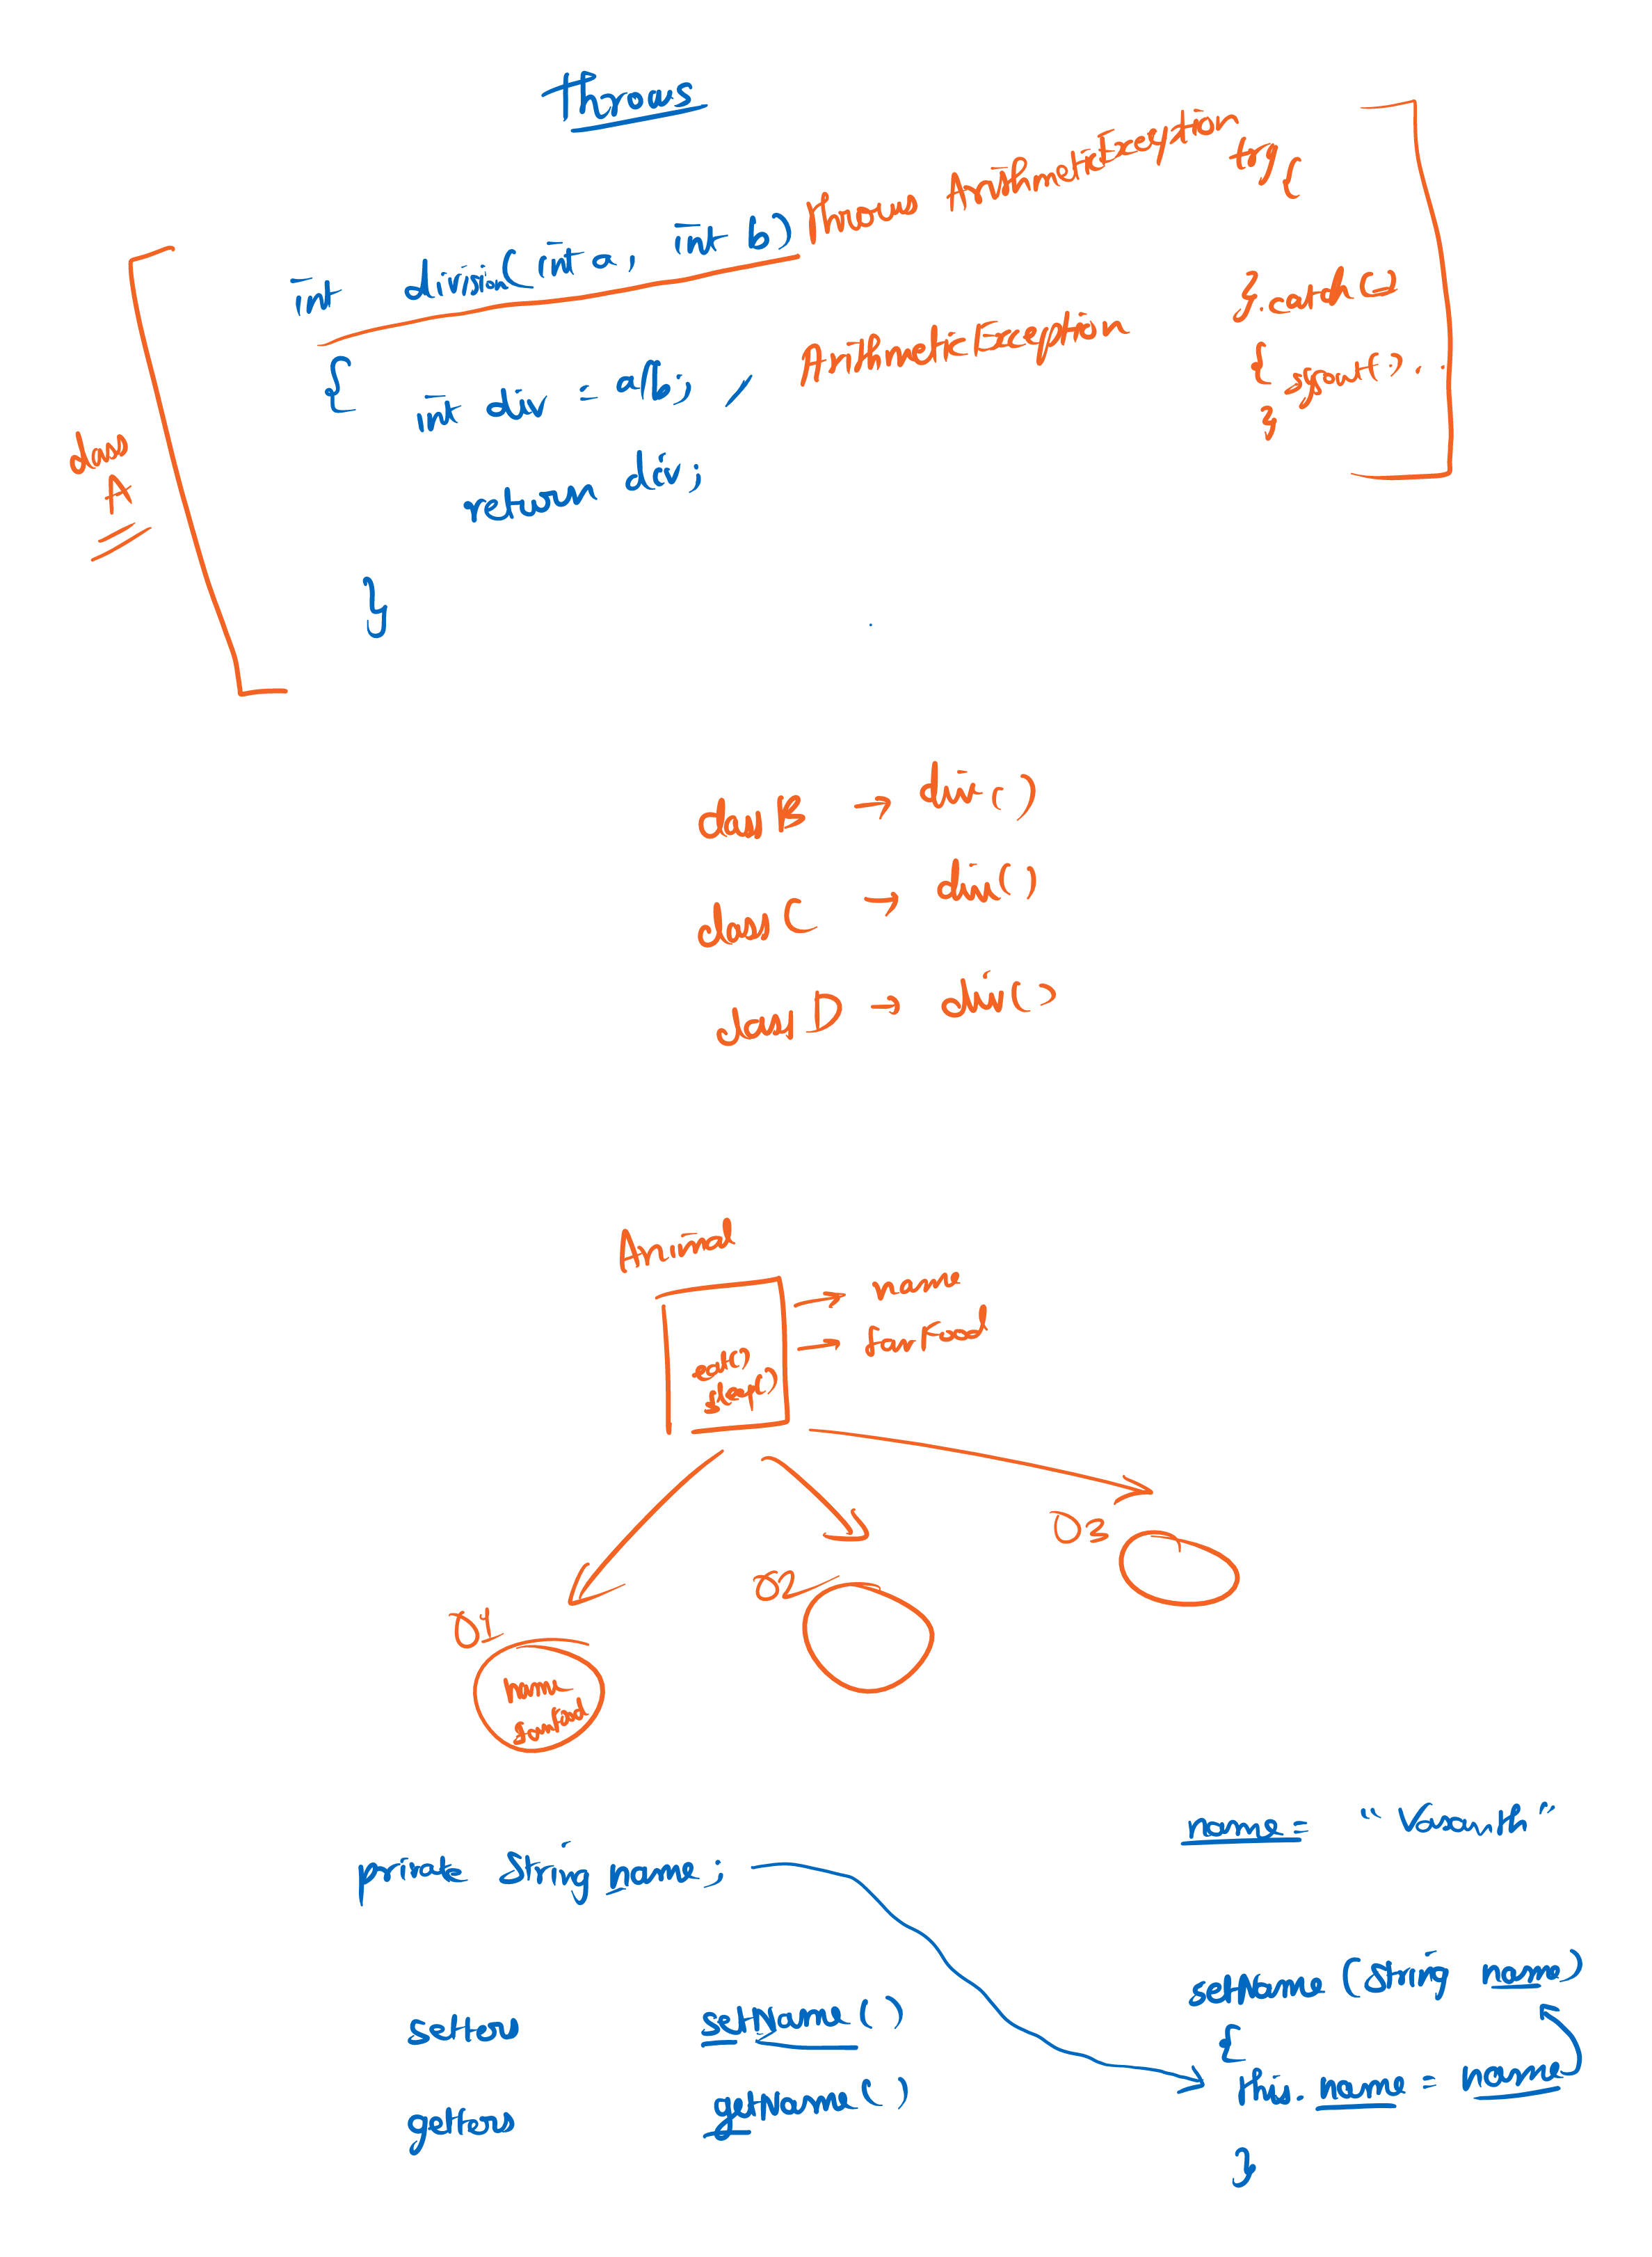 Throws
int division(int a, int b) Throws ArithmeticException
try {
{
int div = a/b; , ArithmeticException
}. catch()
{ sysout() . .
}
return div;
}
class
A
class B → div()
class C → div()
class D → div()
Animal
→ name
→ favFood
eat()
sleep()
O1
O2
O3
name
favFood
name = "Vasanth"
private String name;
setName (String name)
{
this. name = name
}
setters setName()
getters getName()